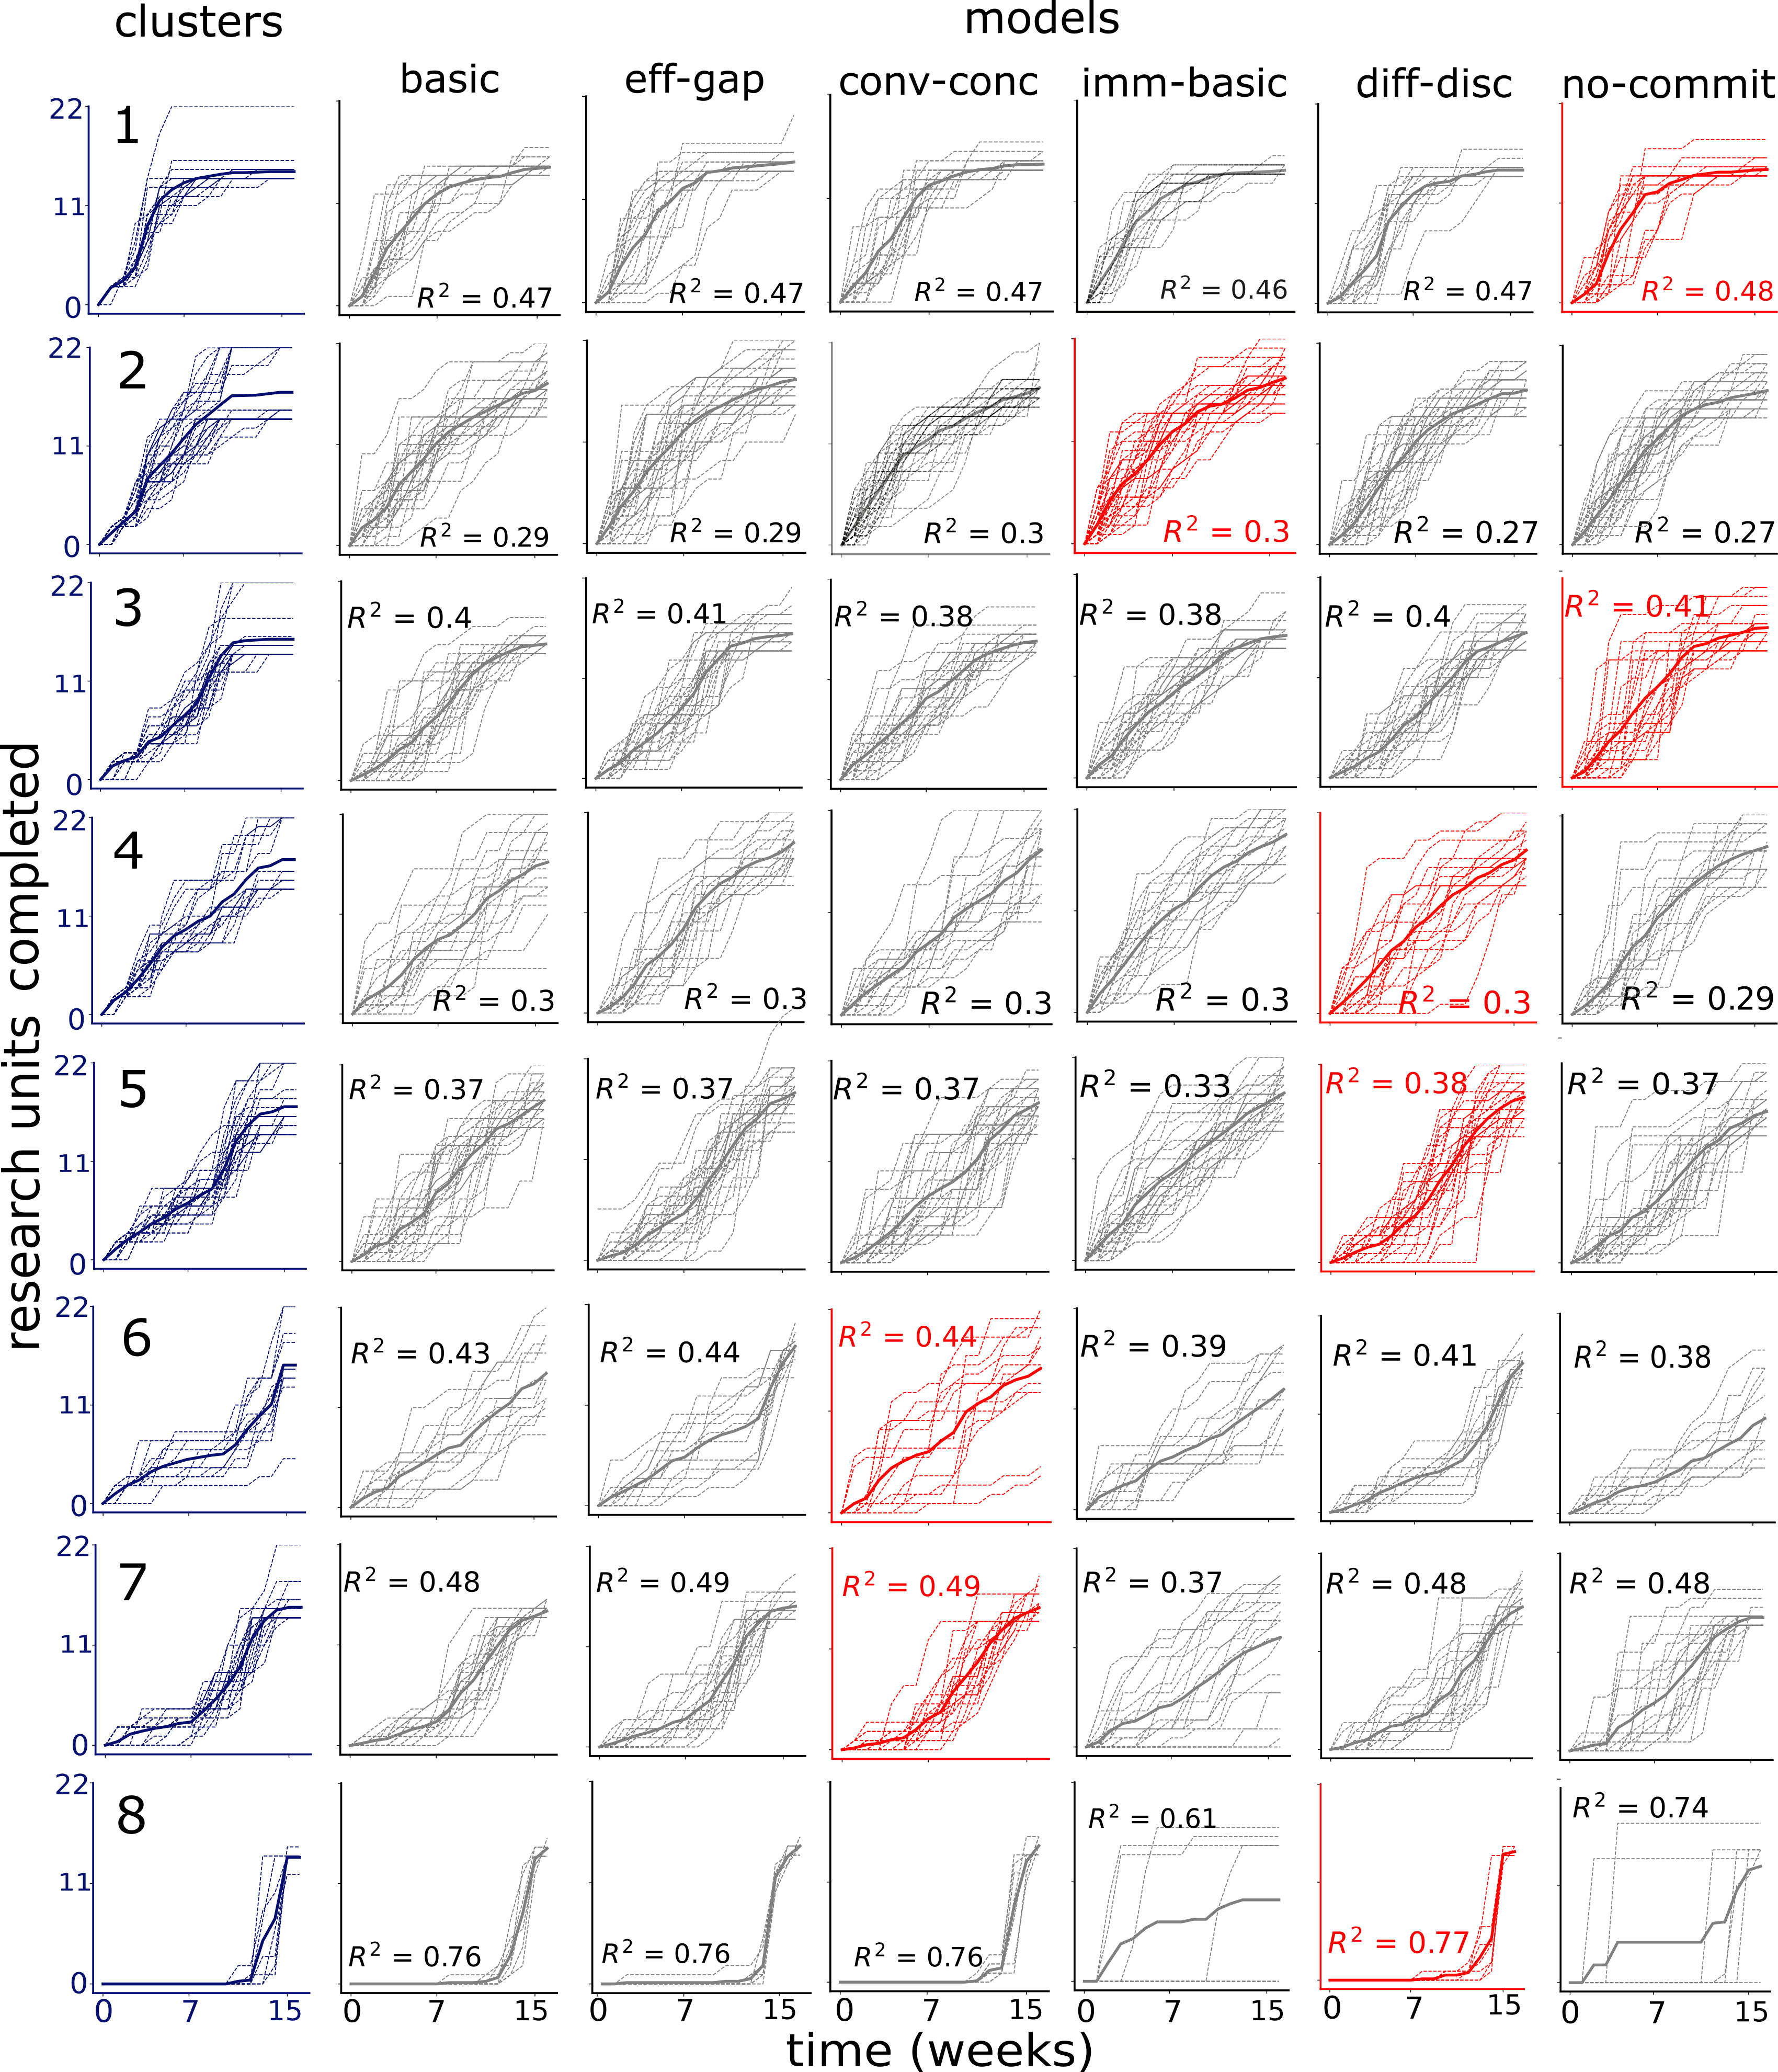 clusters models
basic eff-gap conv-conc imm-basic diff-disc no-commit
research units completed
22
1
11
0
R² = 0.47 R² = 0.47 R² = 0.47 R² = 0.46 R² = 0.47 R² = 0.48
22
2
11
0
R² = 0.29 R² = 0.29 R² = 0.3 R² = 0.3 R² = 0.27 R² = 0.27
22
3
R² = 0.4 R² = 0.41 R² = 0.38 R² = 0.38 R² = 0.4 R² = 0.41
11
0
22
4
11
0
R² = 0.3 R² = 0.3 R² = 0.3 R² = 0.3 R² = 0.3 R² = 0.29
22
5
R² = 0.37 R² = 0.37 R² = 0.37 R² = 0.33 R² = 0.38 R² = 0.37
11
0
22
6
R² = 0.43 R² = 0.44 R² = 0.44 R² = 0.39 R² = 0.41 R² = 0.38
11
0
22
7
R² = 0.48 R² = 0.49 R² = 0.49 R² = 0.37 R² = 0.48 R² = 0.48
11
0
22
8
R² = 0.61 R² = 0.74
11
R² = 0.76 R² = 0.76 R² = 0.76 R² = 0.77
0
0 7 15 0 7 15 0 7 15 0 7 15 0 7 15 0 7 15 0 7 15
time (weeks)